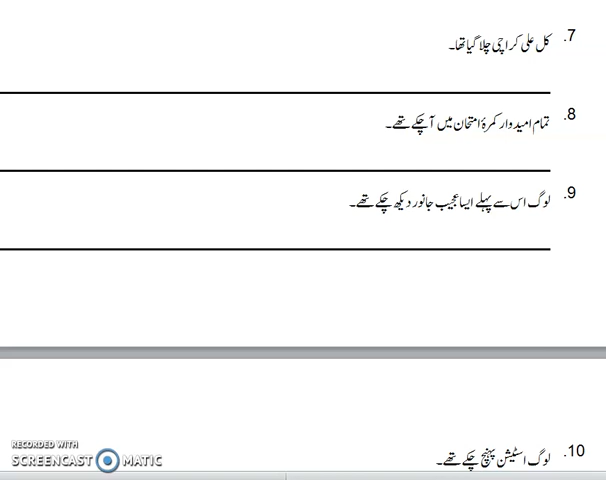 7. کل علی کراچی چلا گیا تھا۔
8. تمام امیدوار کمرۂ امتحان میں آ چکے تھے۔
9. لوگ اس سے پہلے ایسا عجیب جانور دیکھ چکے تھے۔
10. لوگ اسٹیشن پہنچ چکے تھے۔
RECORDED WITH
SCREENCAST MATIC